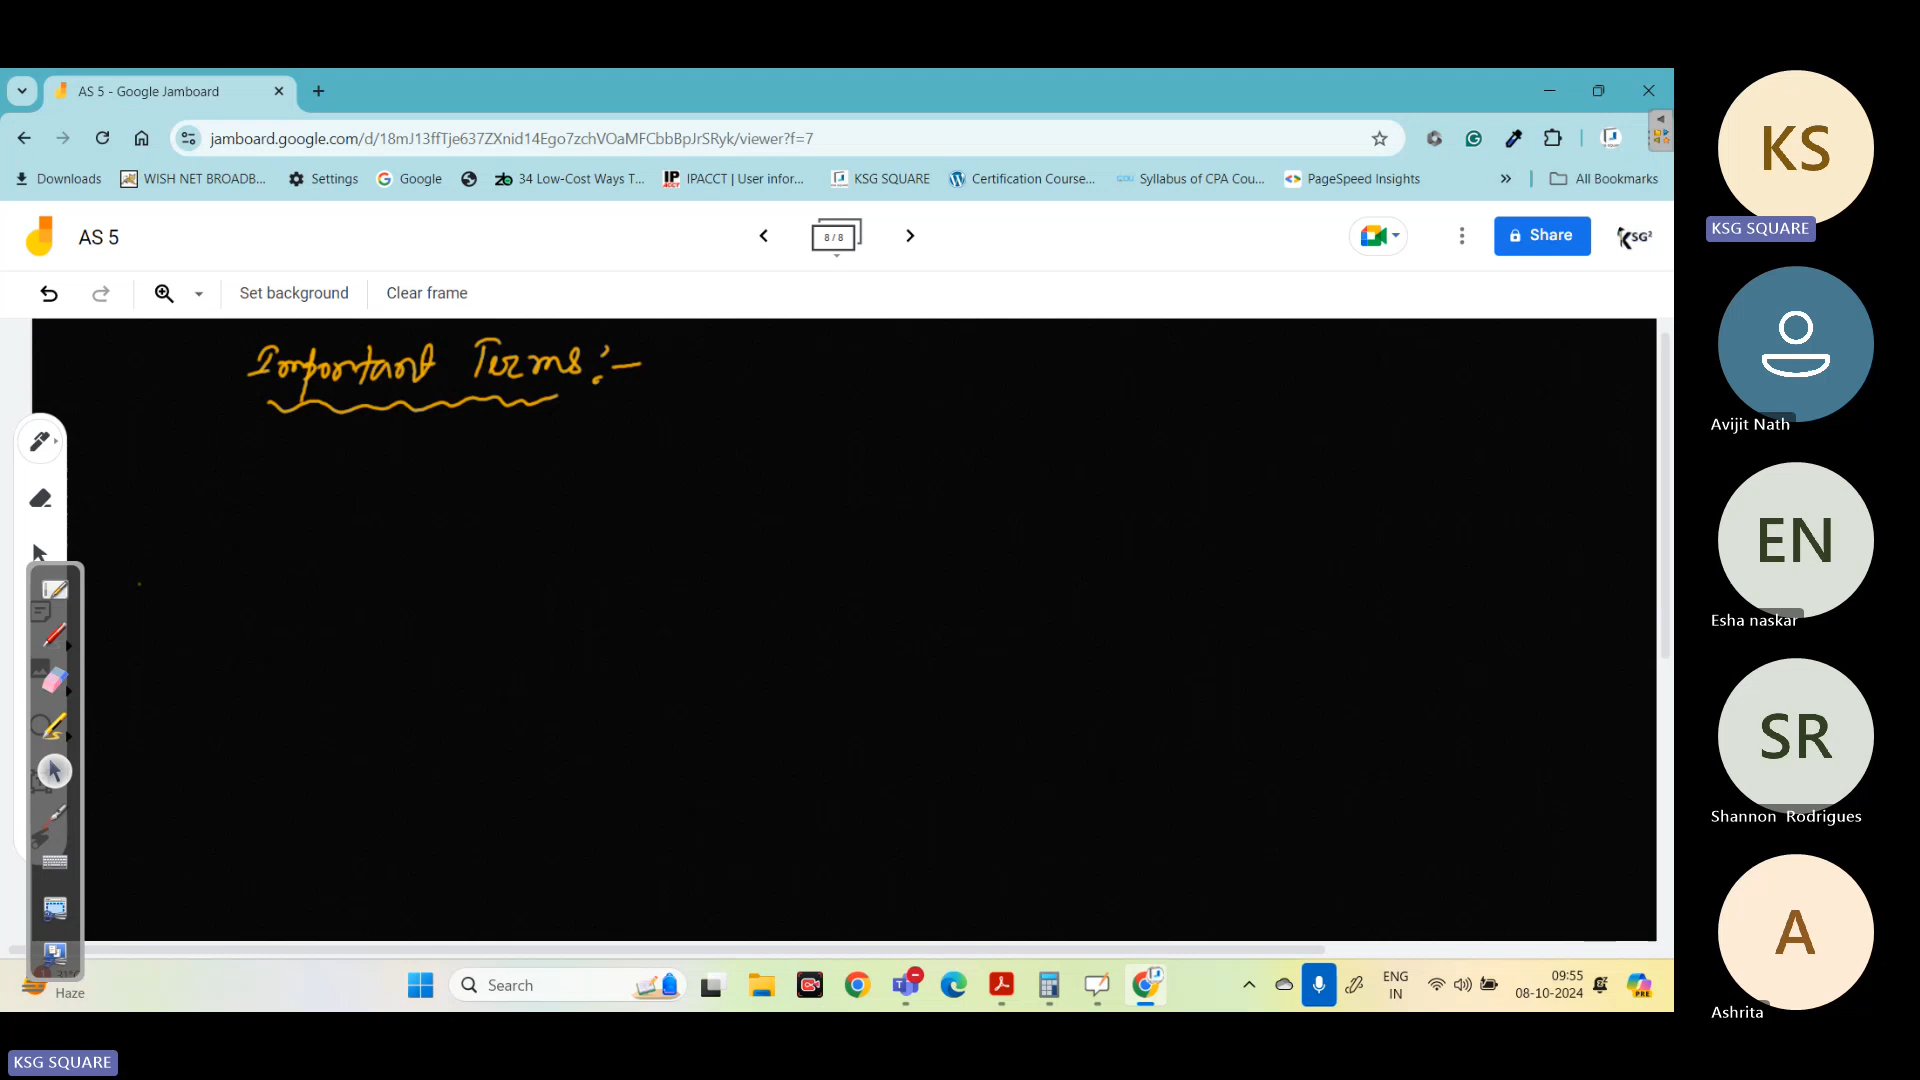 AS 5 - Google Jamboard
jamboard.google.com/d/18mJ13ffTje637ZXnid14Ego7zchVOaMFCbbBpJrSRyk/viewer?f=7
Downloads WISH NET BROADB... Settings Google 34 Low-Cost Ways T... IPACCT | User infor... KSG SQUARE Certification Course... Syllabus of CPA Cou... PageSpeed Insights All Bookmarks
AS 5 8 / 8 Share KSG²
Set background Clear frame
Important Terms :-
KS
KSG SQUARE
Avijit Nath
EN
Esha naskar
SR
Shannon Rodrigues
A
Ashrita
31°C
Haze
Search
ENG
IN
09:55
08-10-2024
PRE
KSG SQUARE